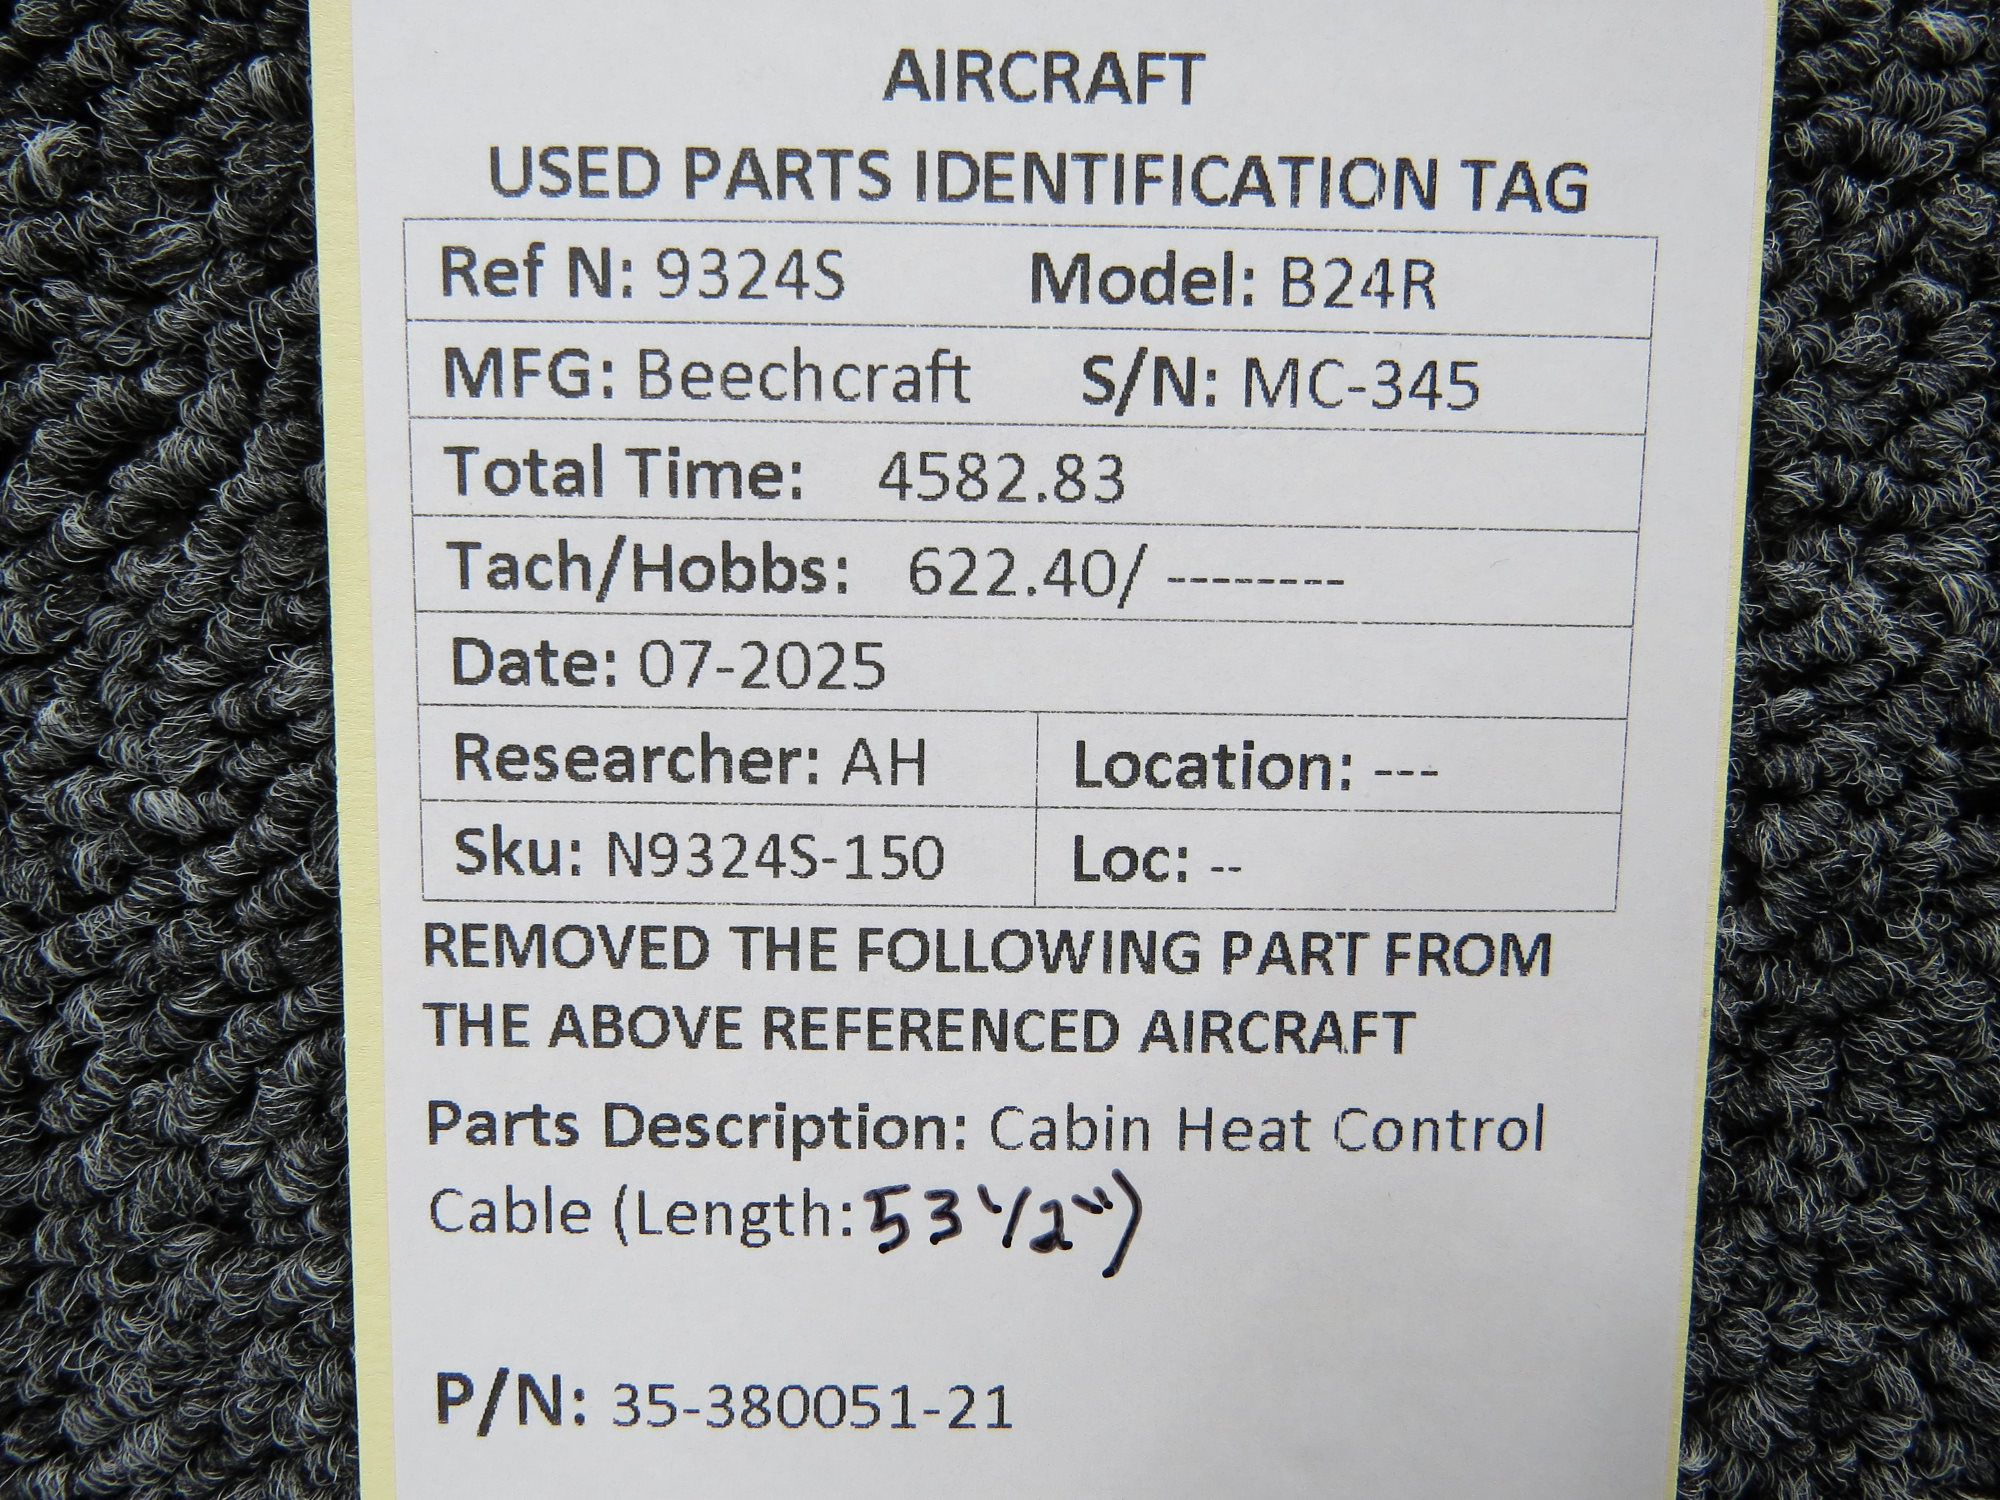 AIRCRAFT
USED PARTS IDENTIFICATION TAG
Ref N: 9324S Model: B24R
MFG: Beechcraft S/N: MC-345
Total Time: 4582.83
Tach/Hobbs: 622.40/ --------
Date: 07-2025
Researcher: AH Location: ---
Sku: N9324S-150 Loc: --
REMOVED THE FOLLOWING PART FROM
THE ABOVE REFERENCED AIRCRAFT
Parts Description: Cabin Heat Control
Cable (Length: 53 1/2")
P/N: 35-380051-21